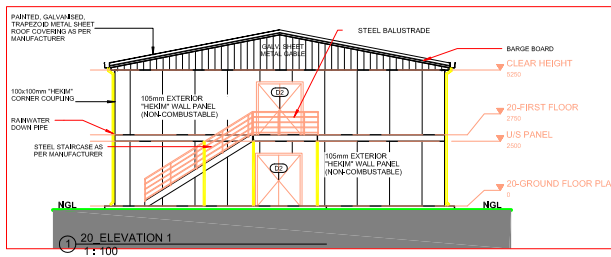 PAINTED, GALVANISED,
TRAPEZOID METAL SHEET
ROOF COVERING AS PER
MANUFACTURER
STEEL BALUSTRADE
GALV. SHEET
METAL GABLE
BARGE BOARD
CLEAR HEIGHT
5250
100x100mm "HEKIM"
CORNER COUPLING
105mm EXTERIOR
"HEKIM" WALL PANEL
(NON-COMBUSTABLE)
D2
20-FIRST FLOOR
2750
RAINWATER
DOWN PIPE
U/S PANEL
2500
STEEL STAIRCASE AS
PER MANUFACTURER
105mm EXTERIOR
"HEKIM" WALL PANEL
(NON-COMBUSTABLE)
D2
20-GROUND FLOOR PLA
0
NGL
NGL
1
20_ELEVATION 1
1 : 100